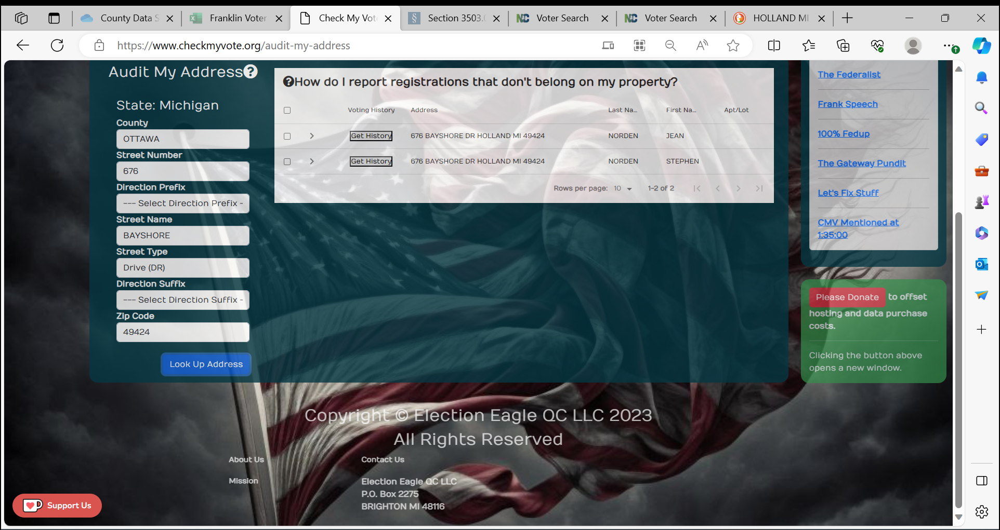 County Data S
Franklin Voter
Check My Vot
Section 3503.
Voter Search
Voter Search
HOLLAND MI
https://www.checkmyvote.org/audit-my-address
Audit My Address?
State: Michigan
County
OTTAWA
Street Number
676
Direction Prefix
--- Select Direction Prefix -
Street Name
BAYSHORE
Street Type
Drive (DR)
Direction Suffix
--- Select Direction Suffix -
Zip Code
49424
Look Up Address
?How do I report registrations that don't belong on my property?
Voting History Address Last Na... First Na... Apt/Lot
Get History 676 BAYSHORE DR HOLLAND MI 49424 NORDEN JEAN
Get History 676 BAYSHORE DR HOLLAND MI 49424 NORDEN STEPHEN
Rows per page: 10 1-2 of 2
The Federalist
Frank Speech
100% Fedup
The Gateway Pundit
Let's Fix Stuff
CMV Mentioned at
1:35:00
Please Donate to offset
hosting and data purchase
costs.
Clicking the button above
opens a new window.
Copyright © Election Eagle QC LLC 2023
All Rights Reserved
About Us
Mission
Contact Us
Election Eagle QC LLC
P.O. Box 2275
BRIGHTON MI 48116
Support Us